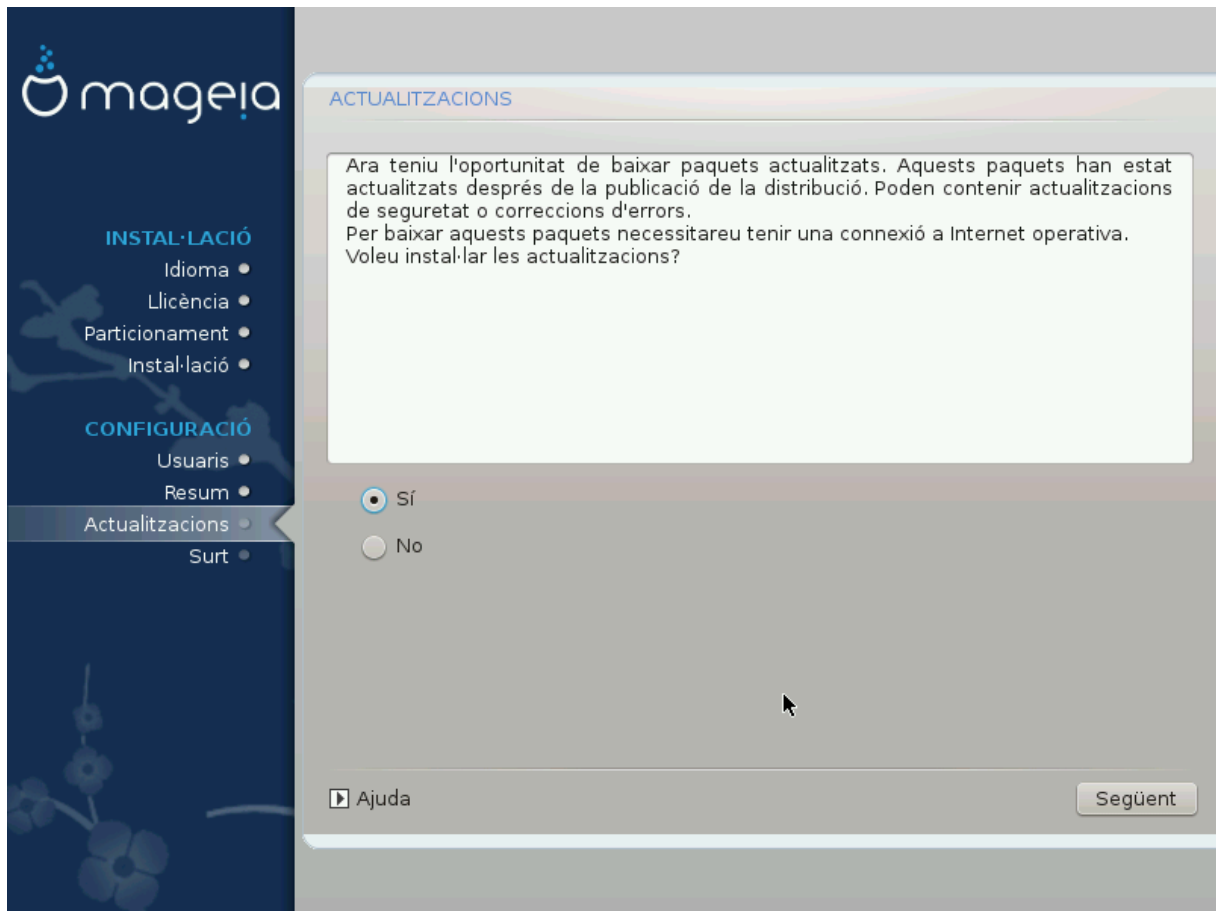 mageia
INSTAL·LACIÓ
Idioma
Llicència
Particionament
Instal·lació
CONFIGURACIÓ
Usuaris
Resum
Actualitzacions
Surt
ACTUALITZACIONS
Ara teniu l'oportunitat de baixar paquets actualitzats. Aquests paquets han estat
actualitzats després de la publicació de la distribució. Poden contenir actualitzacions
de seguretat o correccions d'errors.
Per baixar aquests paquets necessitareu tenir una connexió a Internet operativa.
Voleu instal·lar les actualitzacions?
Sí
No
Ajuda
Següent